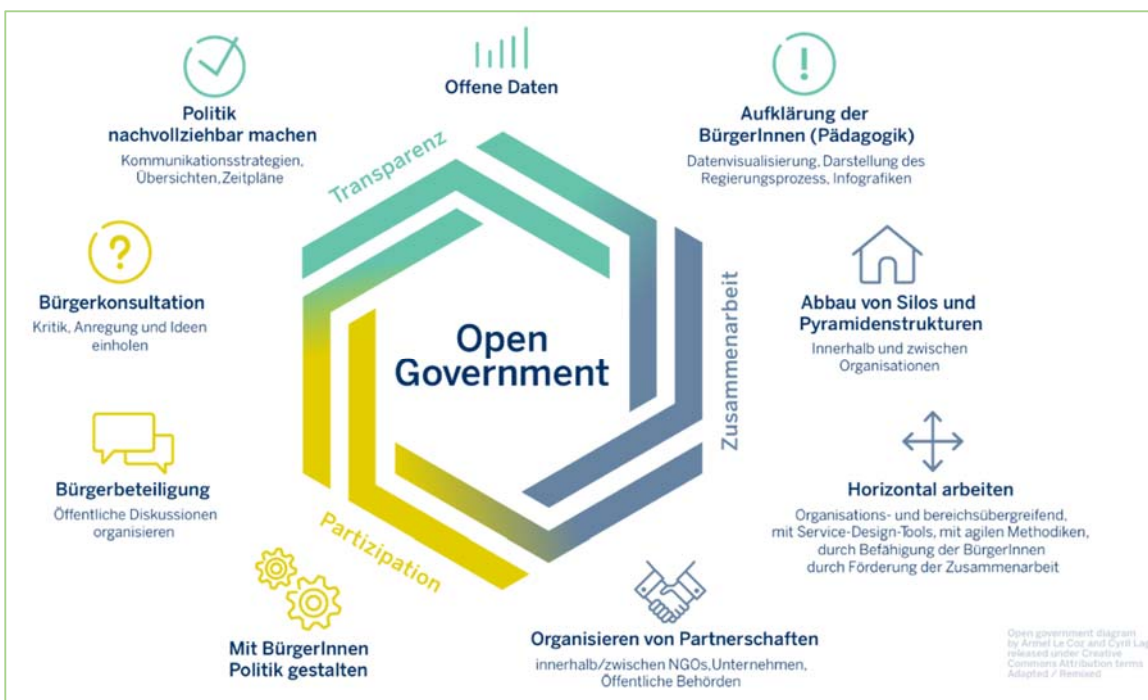 Offene Daten
Politik
nachvollziehbar machen
Kommunikationsstrategien,
Übersichten, Zeitpläne
Aufklärung der
BürgerInnen (Pädagogik)
Datenvisualisierung, Darstellung des
Regierungsprozess, Infografiken
Transparenz
Bürgerkonsultation
Kritik, Anregung und Ideen
einholen
Open
Government
Zusammenarbeit
Abbau von Silos und
Pyramidenstrukturen
Innerhalb und zwischen
Organisationen
Bürgerbeteiligung
Öffentliche Diskussionen
organisieren
Horizontal arbeiten
Organisations- und bereichsübergreifend,
mit Service-Design-Tools, mit agilen Methodiken,
durch Befähigung der BürgerInnen
durch Förderung der Zusammenarbeit
Partizipation
Mit BürgerInnen
Politik gestalten
Organisieren von Partnerschaften
innerhalb/zwischen NGOs, Unternehmen,
Öffentliche Behörden
Open government diagram
by Armel Le Coz and Cyril Lag
released under Creative
Commons Attribution terms
Adapted / Remixed